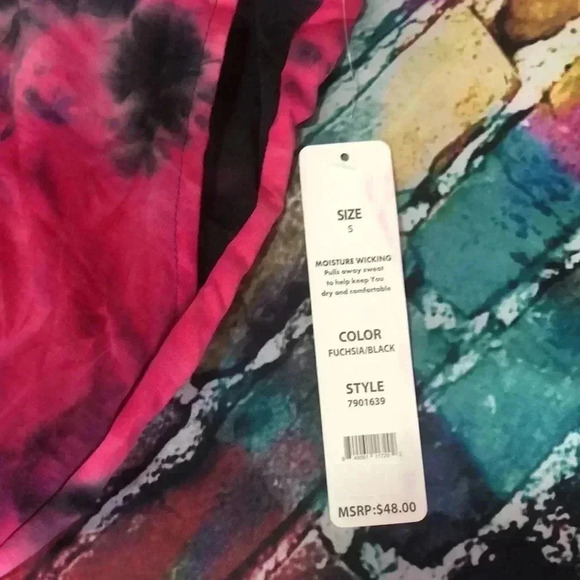 SIZE
S
MOISTURE WICKING
Pulls away sweat
to help keep You
dry and comfortable
COLOR
FUCHSIA/BLACK
STYLE
7901639
MSRP:$48.00